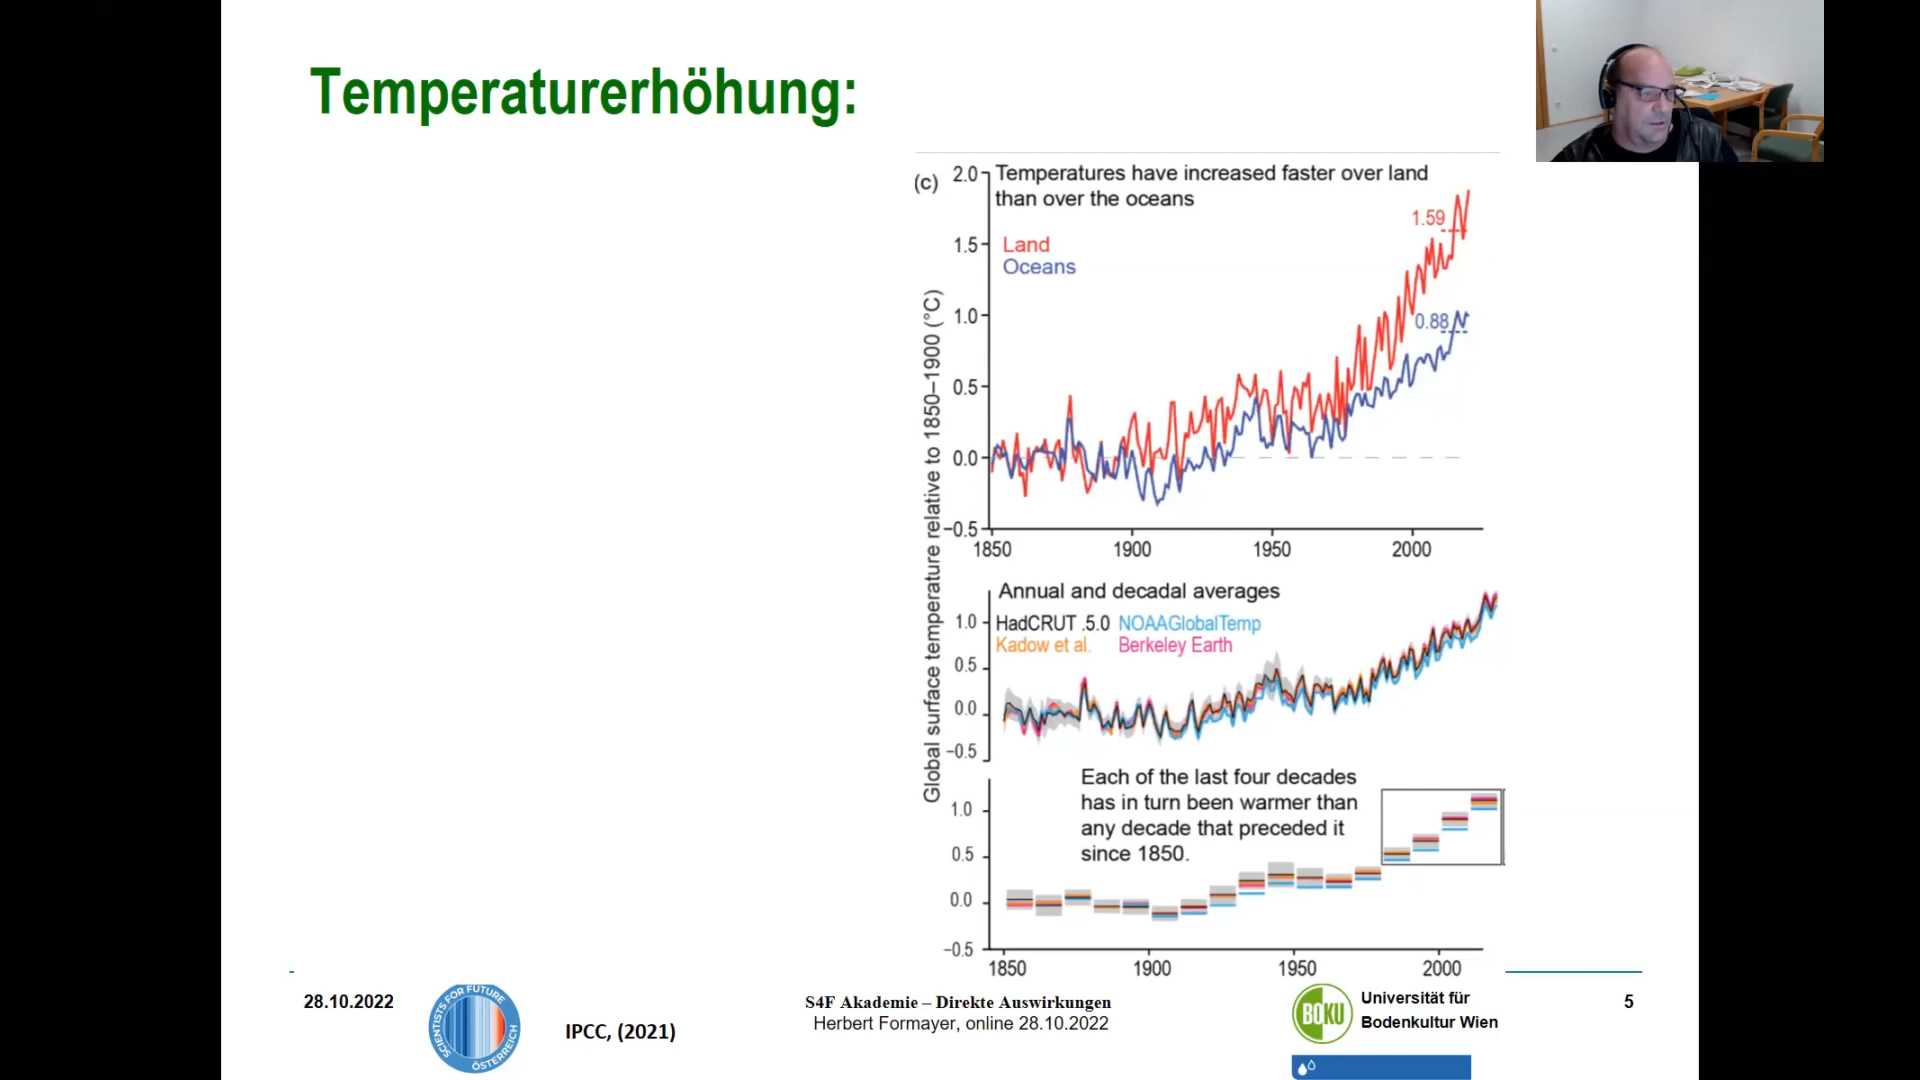 Temperaturerhöhung:
(c)
Temperatures have increased faster over land
than over the oceans
Land
Oceans
1.59
0.88
2.0
1.5
1.0
0.5
0.0
−0.5
1850 1900 1950 2000
Global surface temperature relative to 1850–1900 (°C)
Annual and decadal averages
HadCRUT .5.0 NOAAGlobalTemp
Kadow et al. Berkeley Earth
1.0
0.5
0.0
−0.5
Each of the last four decades
has in turn been warmer than
any decade that preceded it
since 1850.
1.0
0.5
0.0
−0.5
1850 1900 1950 2000
28.10.2022
SCIENTISTS FOR FUTURE
ÖSTERREICH
IPCC, (2021)
S4F Akademie – Direkte Auswirkungen
Herbert Formayer, online 28.10.2022
BOKU
Universität für
Bodenkultur Wien
5